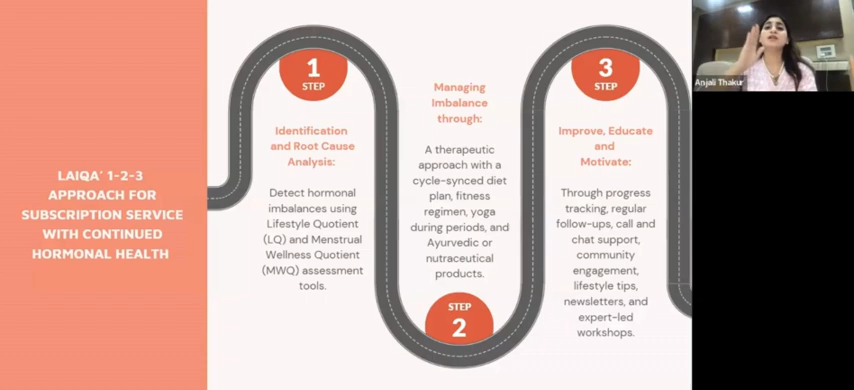 LAIQA' 1-2-3
APPROACH FOR
SUBSCRIPTION SERVICE
WITH CONTINUED
HORMONAL HEALTH
1
STEP
Identification
and Root Cause
Analysis:
Detect hormonal
imbalances using
Lifestyle Quotient
(LQ) and Menstrual
Wellness Quotient
(MWQ) assessment
tools.
Managing
Imbalance
through:
A therapeutic
approach with a
cycle-synced diet
plan, fitness
regimen, yoga
during periods, and
Ayurvedic or
nutraceutical
products.
STEP
2
3
STEP
Improve, Educate
and
Motivate:
Through progress
tracking, regular
follow-ups, call and
chat support,
community
engagement,
lifestyle tips,
newsletters, and
expert-led
workshops.
Anjali Thakur